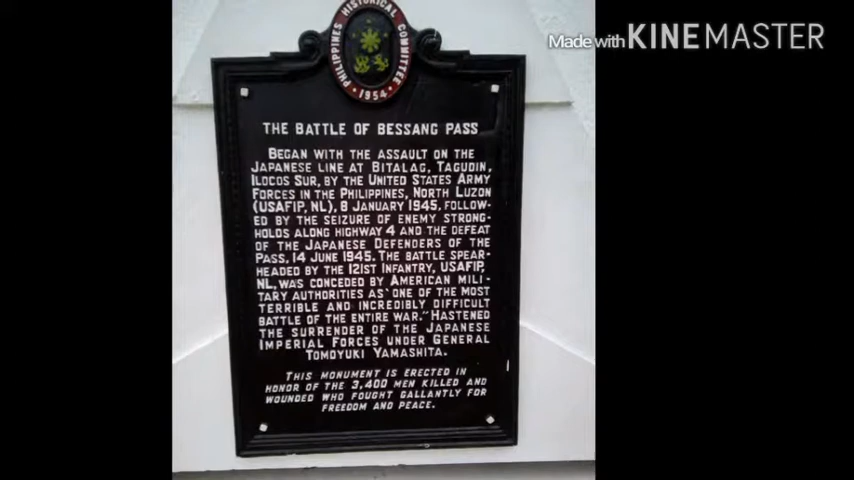 Made with KINEMASTER
PHILIPPINES HISTORICAL COMMITTEE
• 1954 •
THE BATTLE OF BESSANG PASS
BEGAN WITH THE ASSAULT ON THE
JAPANESE LINE AT BITALAG, TAGUDIN,
ILOCOS SUR, BY THE UNITED STATES ARMY
FORCES IN THE PHILIPPINES, NORTH LUZON
(USAFIP, NL), 8 JANUARY 1945. FOLLOW-
ED BY THE SEIZURE OF ENEMY STRONG-
HOLDS ALONG HIGHWAY 4 AND THE DEFEAT
OF THE JAPANESE DEFENDERS OF THE
PASS, 14 JUNE 1945. THE BATTLE SPEAR-
HEADED BY THE 121ST INFANTRY, USAFIP,
NL, WAS CONCEDED BY AMERICAN MILI-
TARY AUTHORITIES AS "ONE OF THE MOST
TERRIBLE AND INCREDIBLY DIFFICULT
BATTLE OF THE ENTIRE WAR." HASTENED
THE SURRENDER OF THE JAPANESE
IMPERIAL FORCES UNDER GENERAL
TOMOYUKI YAMASHITA.
THIS MONUMENT IS ERECTED IN
HONOR OF THE 3,400 MEN KILLED AND
WOUNDED WHO FOUGHT GALLANTLY FOR
FREEDOM AND PEACE.